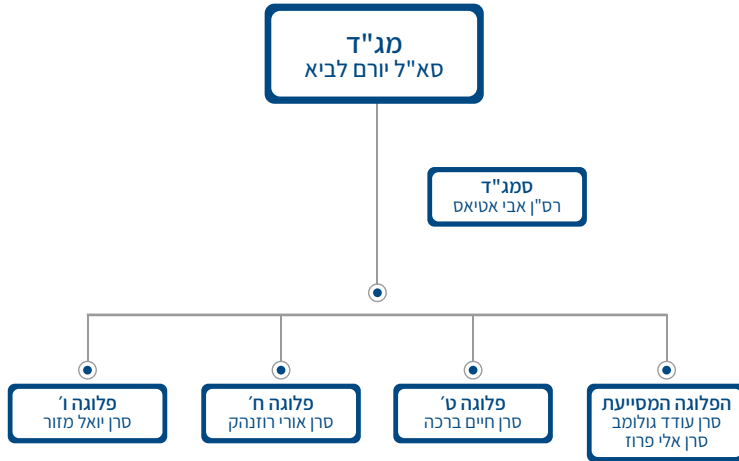 מג"ד
סא"ל יורם לביא
סמג"ד
רס"ן אבי אטיאס
הפלוגה המסייעת
סרן עודד גולומב
סרן אלי פרוז
פלוגה ט׳
סרן חיים ברכה
פלוגה ח׳
סרן אורי רוזנהק
פלוגה ו׳
סרן יואל מזור